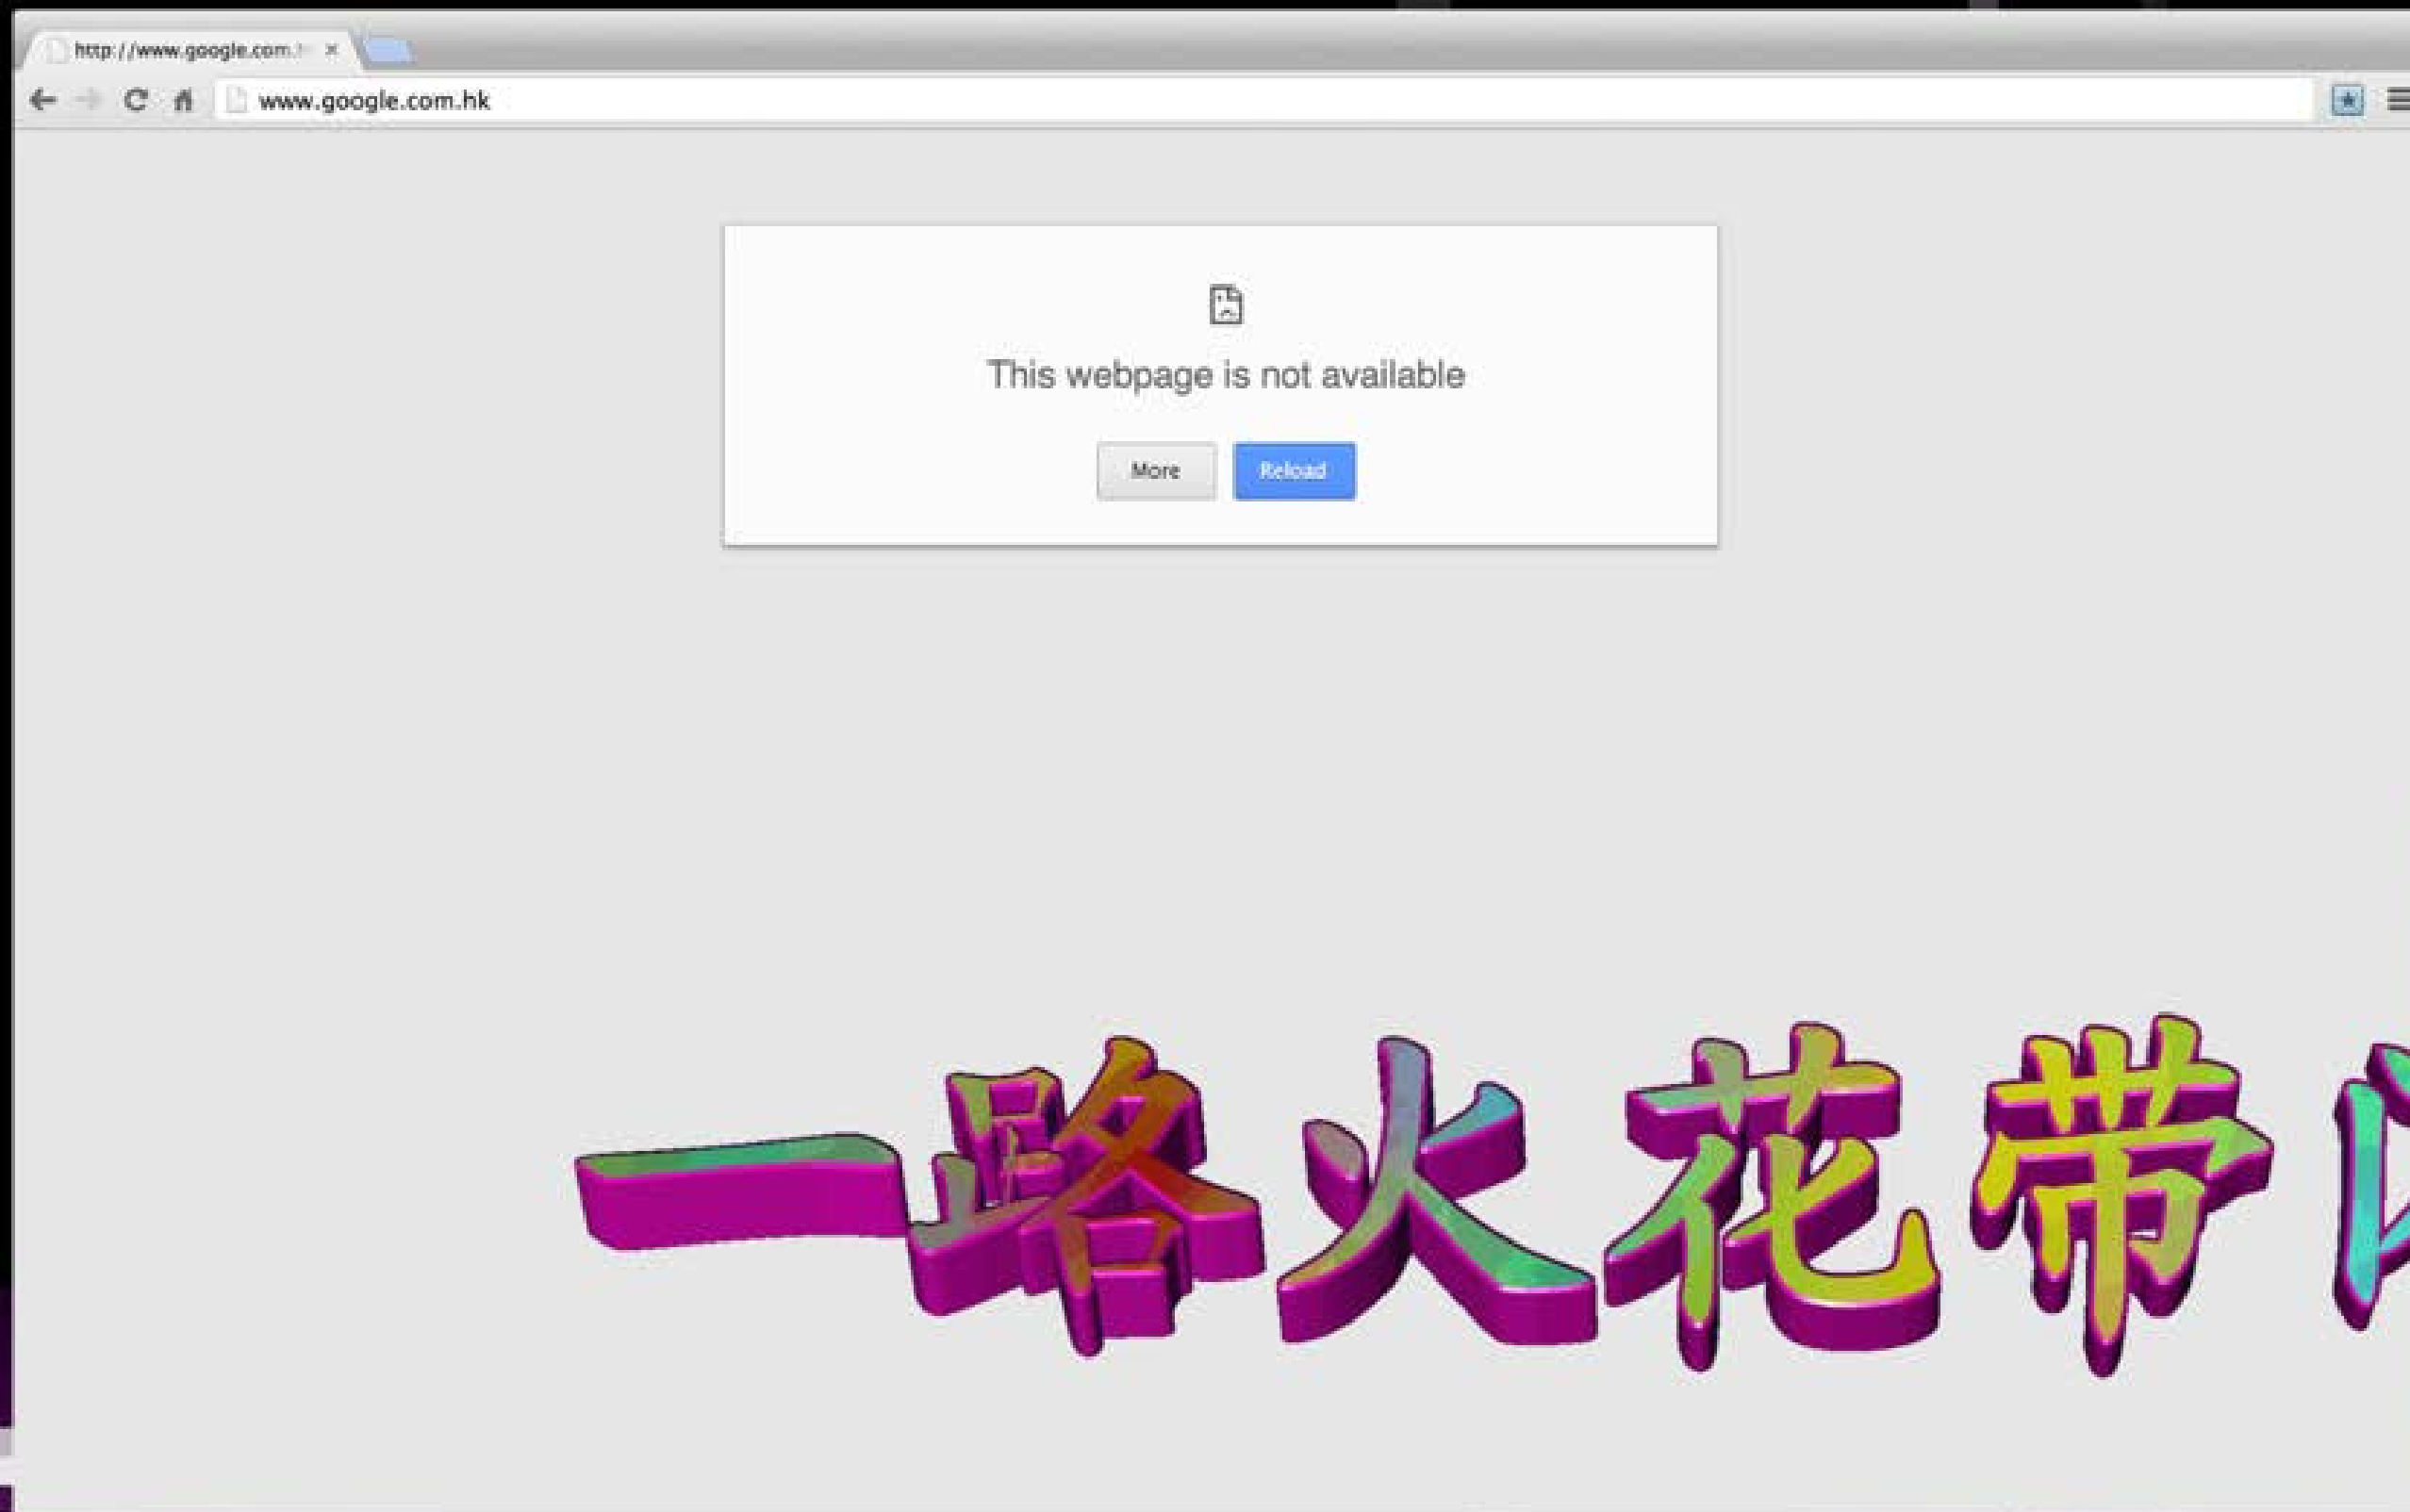 http://www.google.com.
www.google.com.hk
This webpage is not available
More
Reload
一路火花带